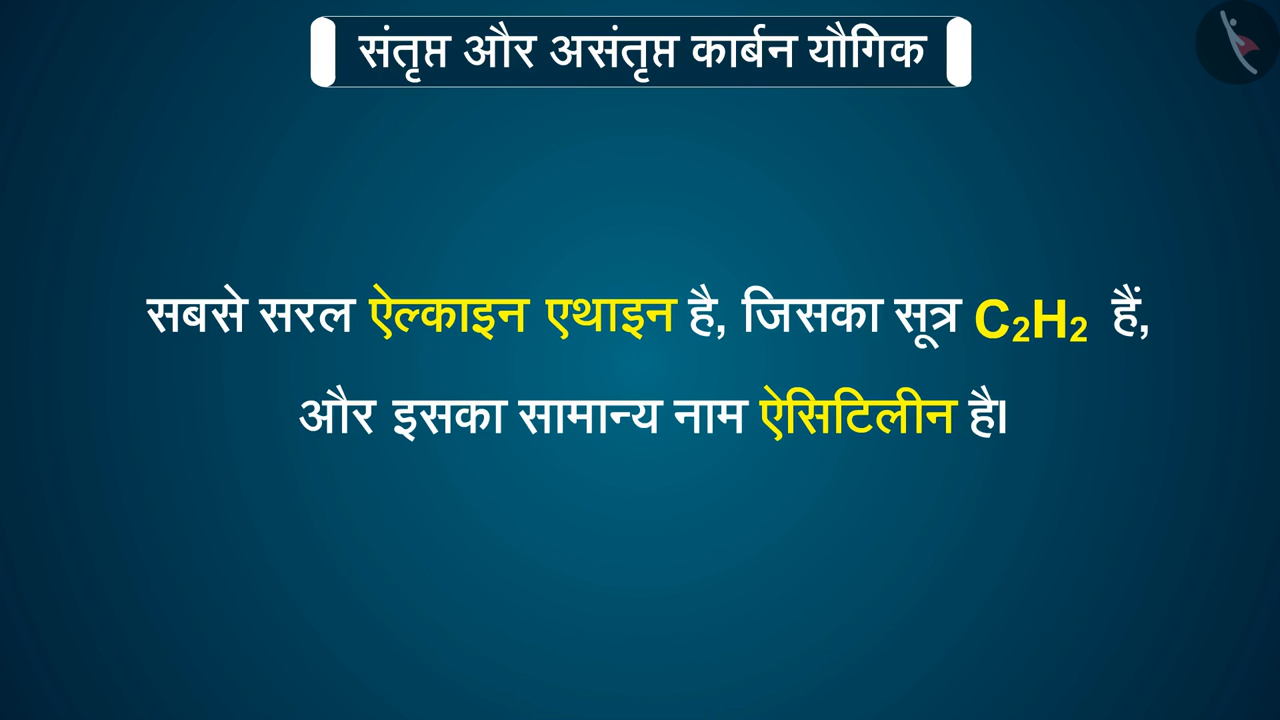 संतृप्त और असंतृप्त कार्बन यौगिक
सबसे सरल ऐल्काइन एथाइन है, जिसका सूत्र C₂H₂ हैं,
और इसका सामान्य नाम ऐसिटिलीन है।